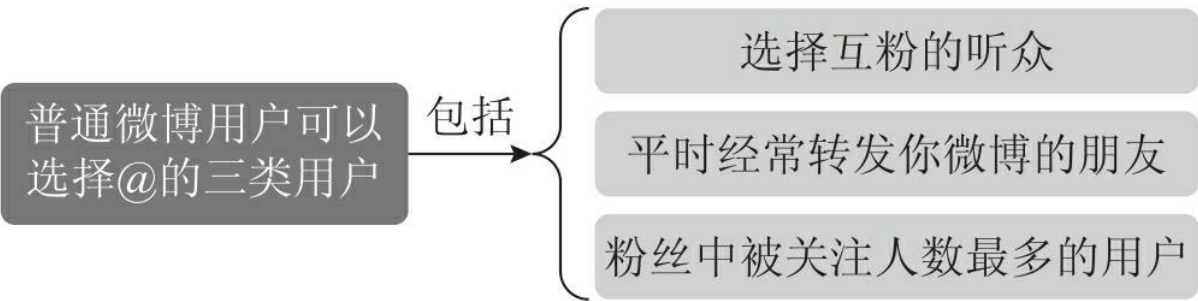 普通微博用户可以
选择@的三类用户
包括
选择互粉的听众
平时经常转发你微博的朋友
粉丝中被关注人数最多的用户